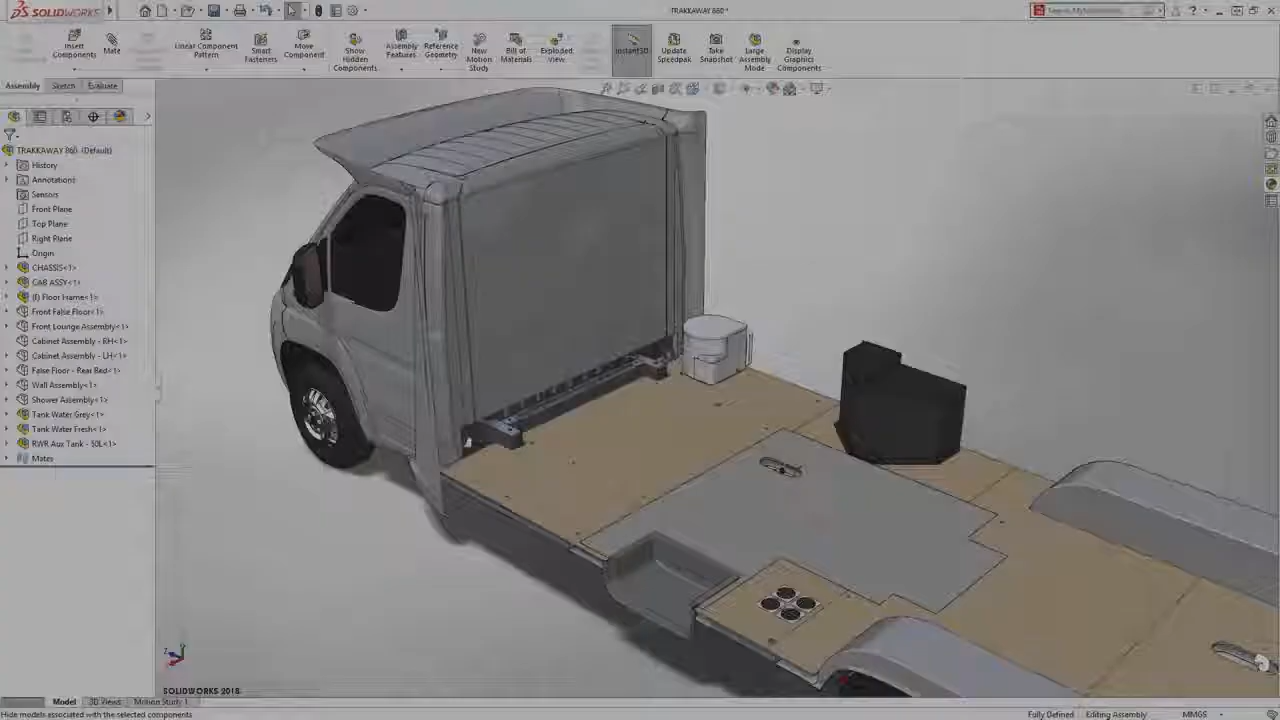 SOLIDWORKS
TRAKKAWAY 860 *
Insert Components
Mate
Linear Component Pattern
Smart Fasteners
Move Component
Show Hidden Components
Assembly Features
Reference Geometry
New Motion Study
Bill of Materials
Exploded View
Instant3D
Update Speedpak
Take Snapshot
Large Assembly Mode
Display Graphics Components
Assembly
Sketch
Evaluate
TRAKKAWAY 860 (Default)
History
Annotations
Sensors
Front Plane
Top Plane
Right Plane
Origin
CHASSIS<1>
CAB ASSY<1>
(f) Floor Frame<1>
Front False Floor<1>
Front Lounge Assembly<1>
Cabinet Assembly - RH<1>
Cabinet Assembly - LH<1>
False Floor - Rear Bed<1>
Wall Assembly<1>
Shower Assembly<1>
Tank Water Grey<1>
Tank Water Fresh<1>
RWR Aux Tank - 50L<1>
Mates
SOLIDWORKS 2018
Model
3D Views
Motion Study 1
Hide models associated with the selected components
Fully Defined
Editing Assembly
MMGS